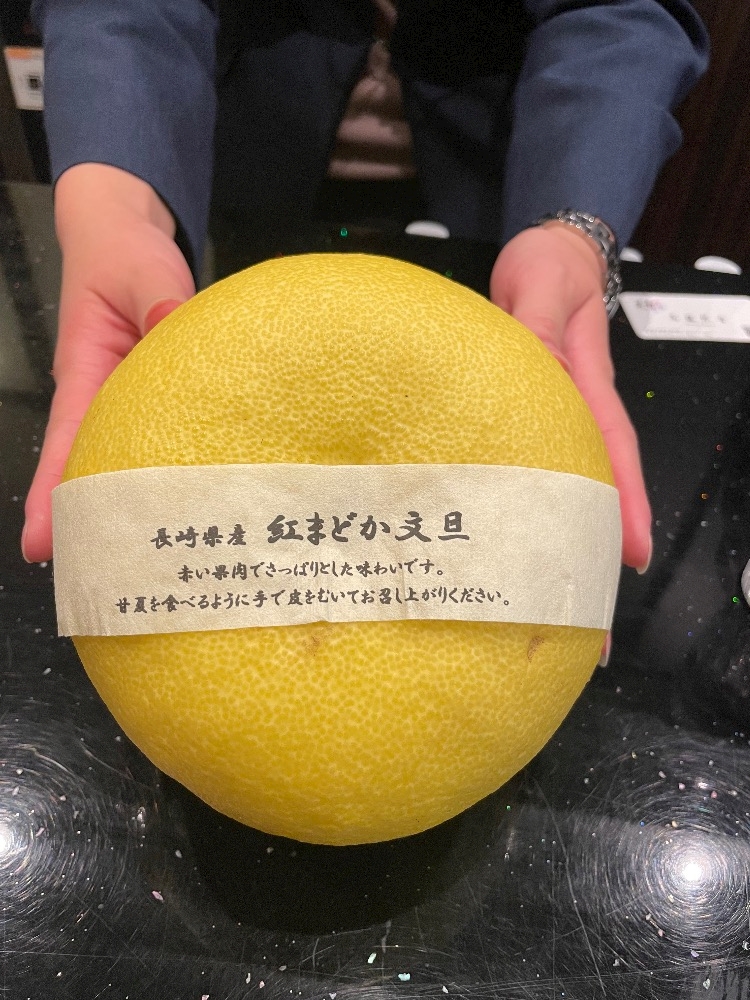 長崎県産 紅まどか文旦
赤い果肉でさっぱりとした味わいです。
甘夏を食べるように手で皮をむいてお召し上がりください。